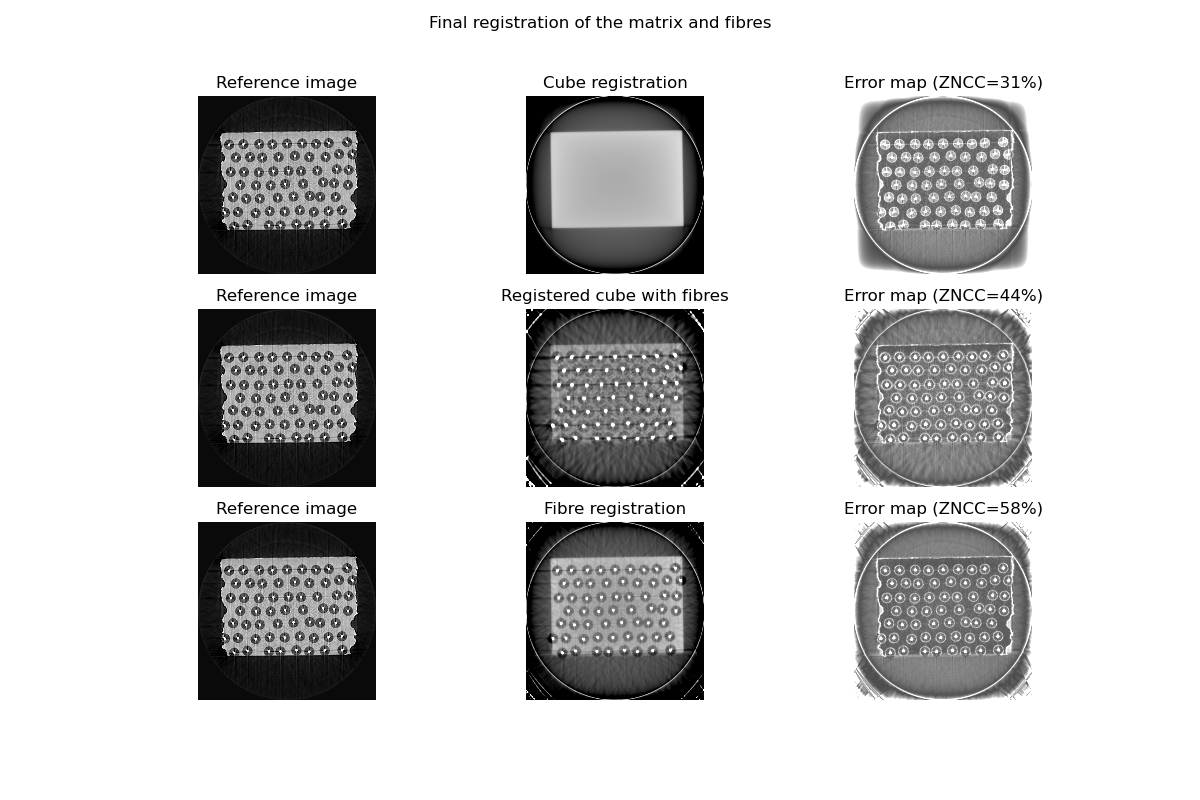 Final registration of the matrix and fibres
Reference image
Cube registration
Error map (ZNCC=31%)
Reference image
Registered cube with fibres
Error map (ZNCC=44%)
Reference image
Fibre registration
Error map (ZNCC=58%)